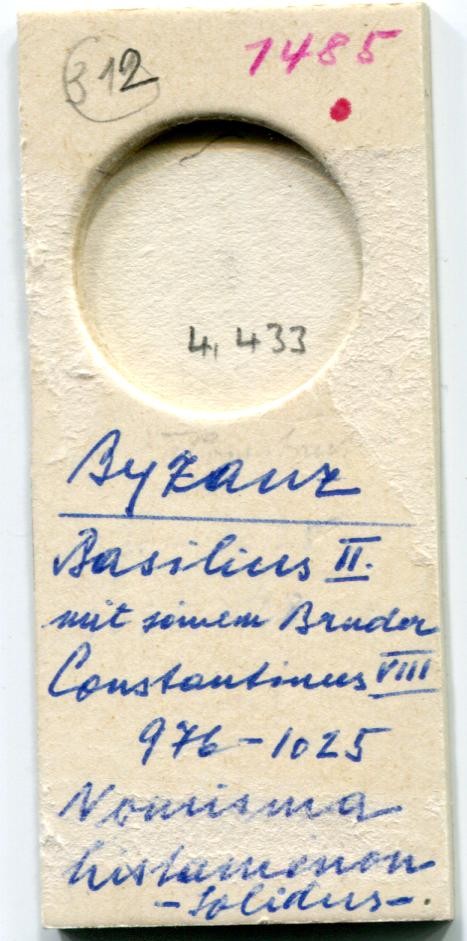 312
1485
4,433
Byzanz
Basilius II.
mit seinem Bruder
Constantinus VIII
976-1025
Nomisma
histamenon
-Solidus-.